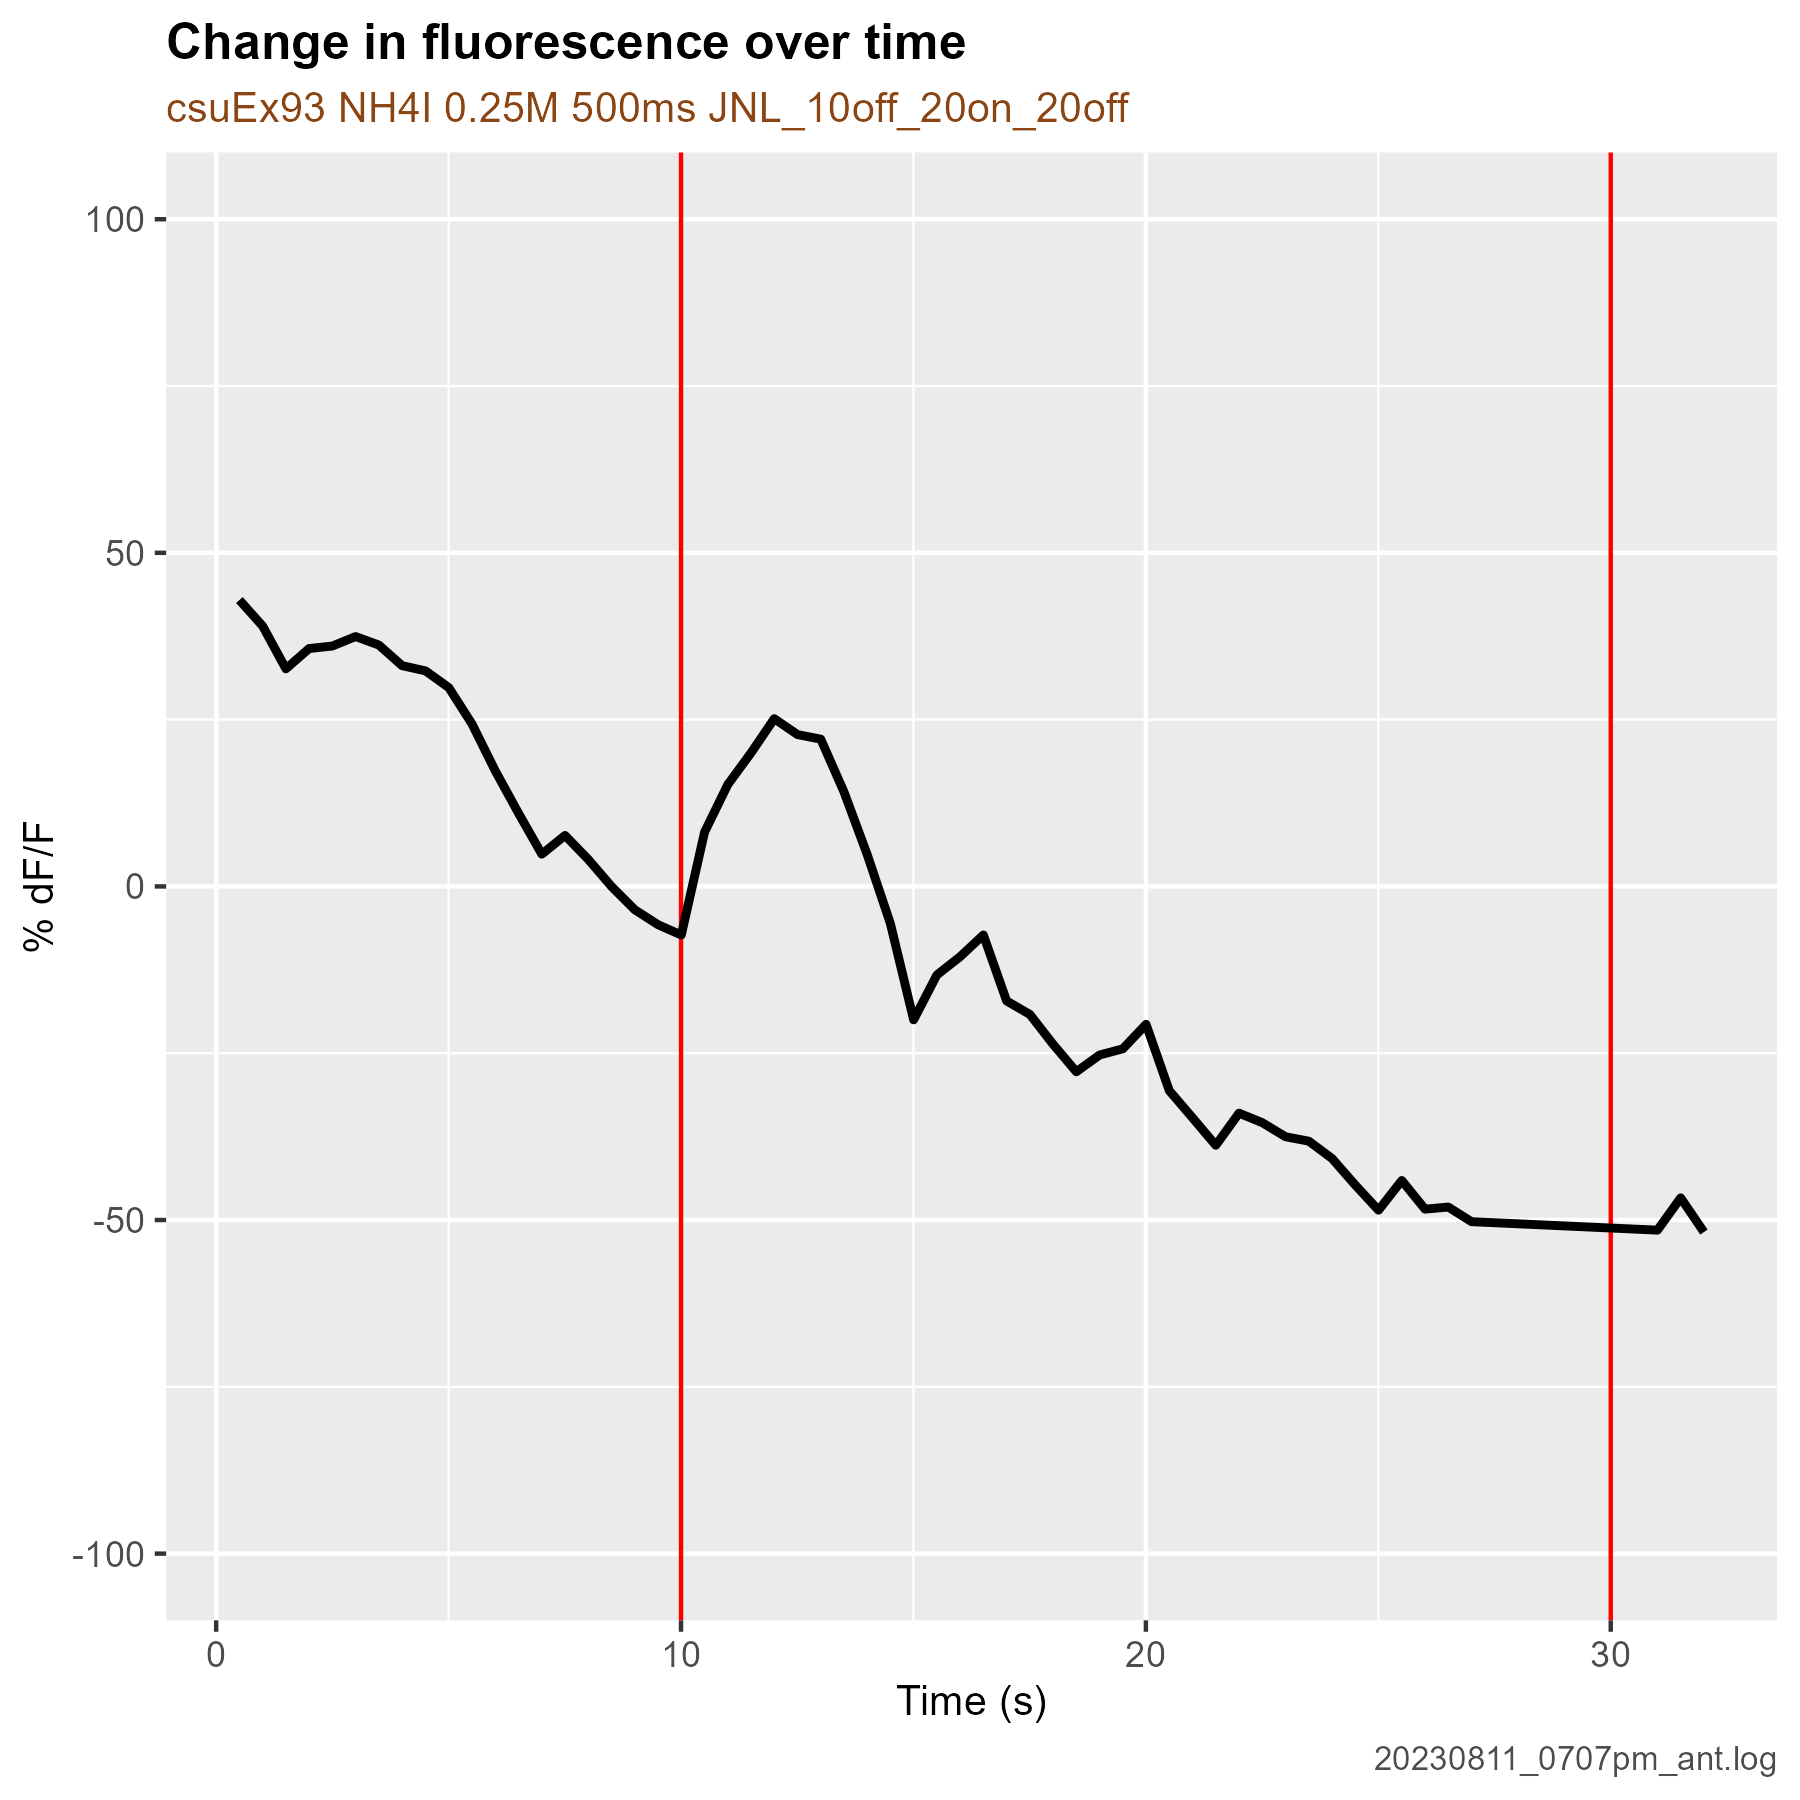 Change in fluorescence over time
csuEx93 NH4I 0.25M 500ms JNL_10off_20on_20off
% dF/F
100
50
0
-50
-100
0 10 20 30
Time (s)
20230811_0707pm_ant.log